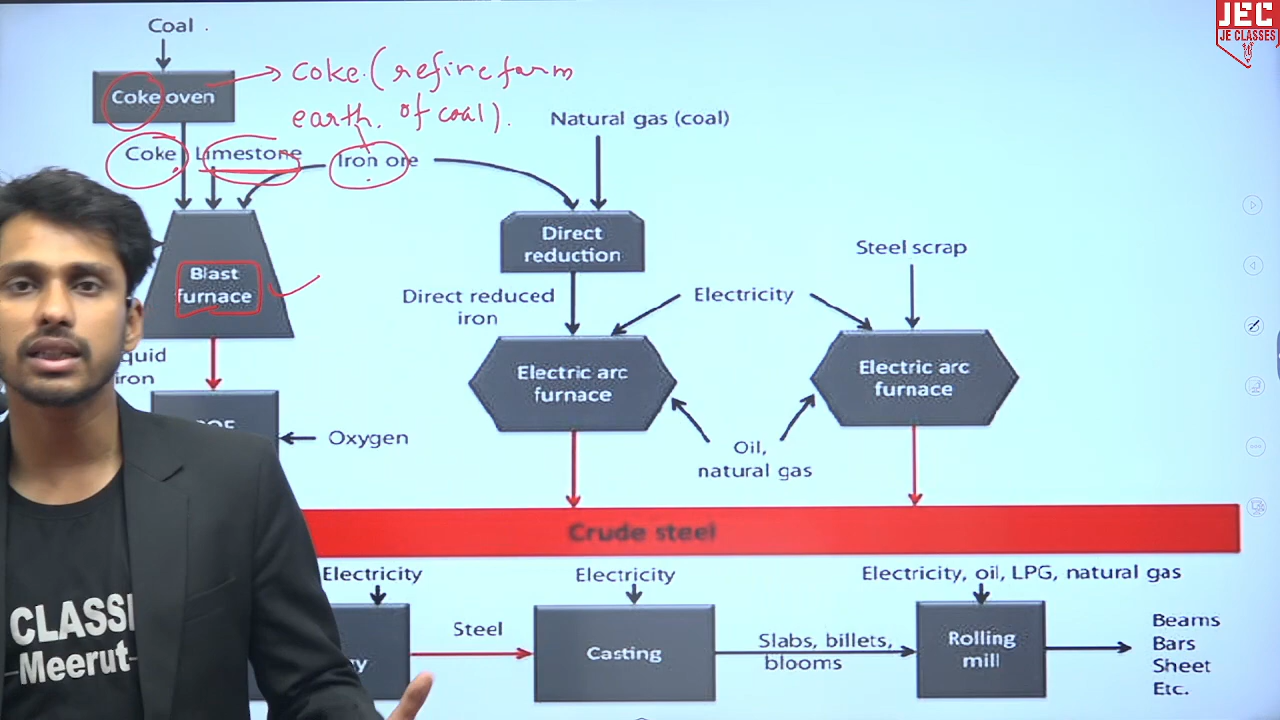 JEC
JE CLASSES
Coal
Coke oven
coke. (refine farm
earth. of coal).
Coke
Limestone
Iron ore
Natural gas (coal)
Blast
furnace
Direct
reduction
Steel scrap
Direct reduced
iron
Electricity
quid
iron
Electric arc
furnace
Electric arc
furnace
Oxygen
Oil,
natural gas
Crude steel
Electricity
Electricity
Electricity, oil, LPG, natural gas
Steel
Casting
Slabs, billets,
blooms
Rolling
mill
Beams
Bars
Sheet
Etc.
CLASS
Meerut